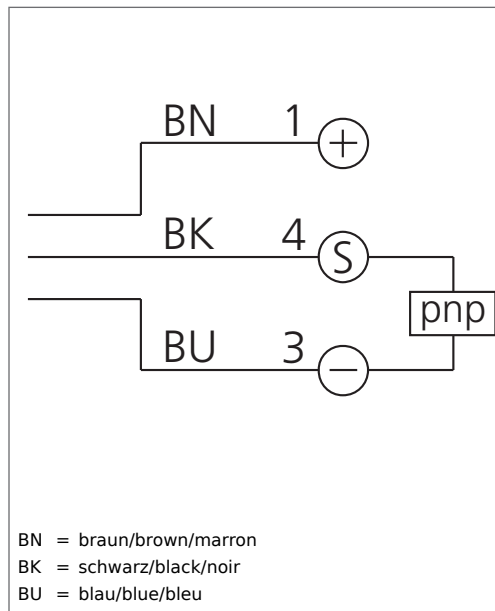 BN 1 +
BK 4 S
pnp
BU 3 −
BN = braun/brown/marron
BK = schwarz/black/noir
BU = blau/blue/bleu